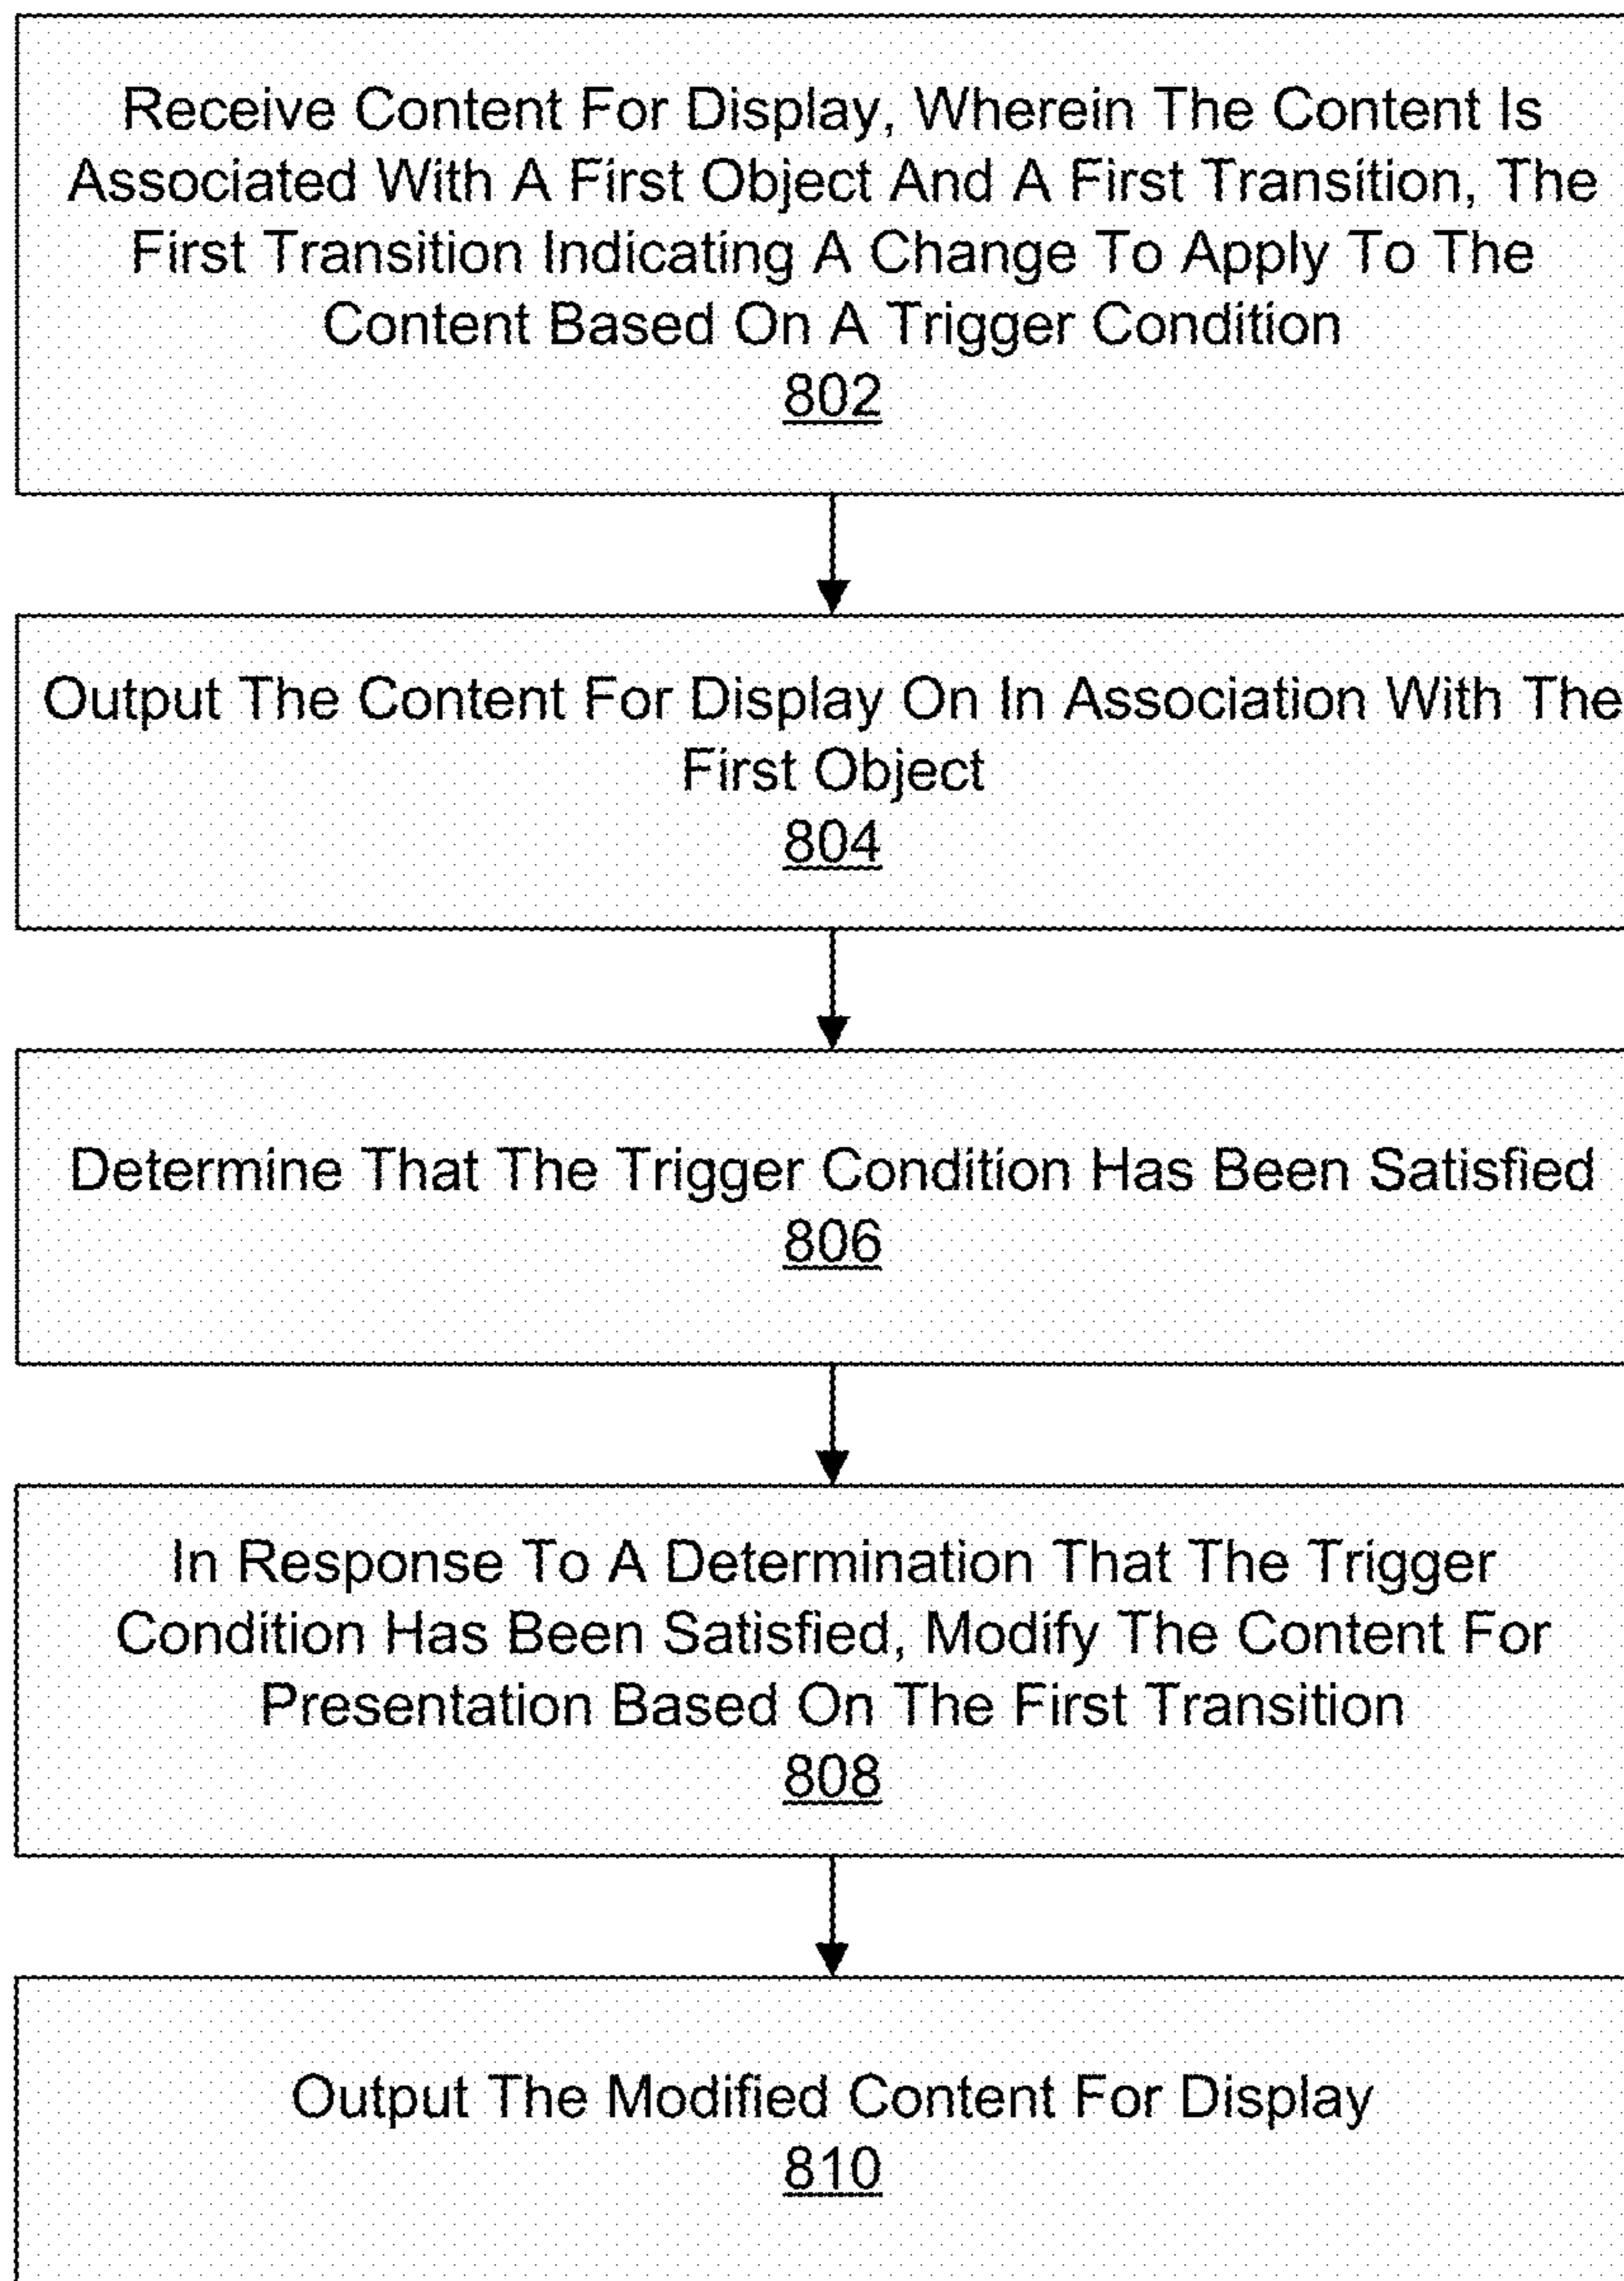 Receive Content For Display, Wherein The Content Is
Associated With A First Object And A First Transition, The
First Transition Indicating A Change To Apply To The
Content Based On A Trigger Condition
802
Output The Content For Display On In Association With The
First Object
804
Determine That The Trigger Condition Has Been Satisfied
806
In Response To A Determination That The Trigger
Condition Has Been Satisfied, Modify The Content For
Presentation Based On The First Transition
808
Output The Modified Content For Display
810